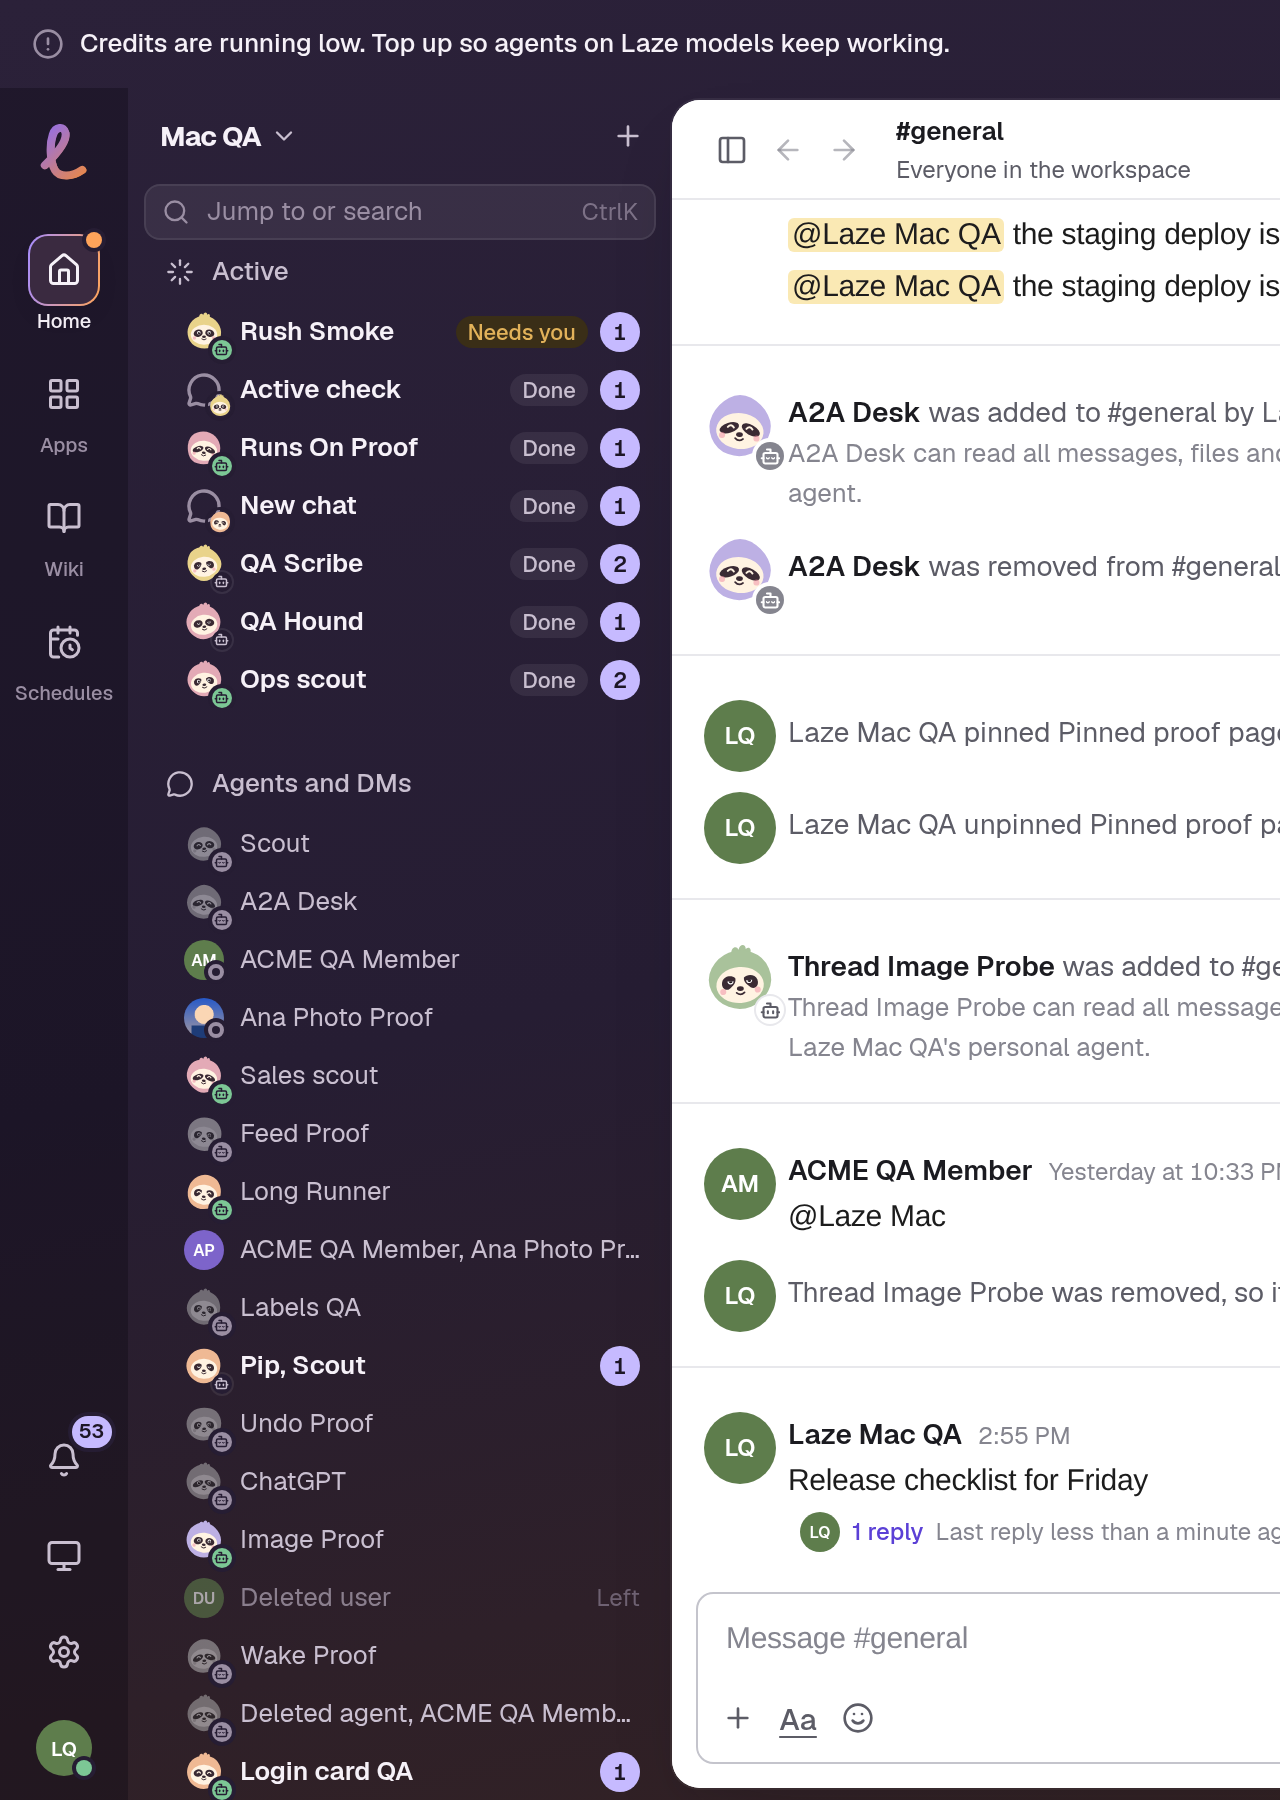 Credits are running low. Top up so agents on Laze models keep working.
Mac QA
Jump to or search CtrlK
Home
Apps
Wiki
Schedules
53
LQ
Active
Rush Smoke Needs you 1
Active check Done 1
Runs On Proof Done 1
New chat Done 1
QA Scribe Done 2
QA Hound Done 1
Ops scout Done 2
Agents and DMs
Scout
A2A Desk
AM ACME QA Member
Ana Photo Proof
Sales scout
Feed Proof
Long Runner
AP ACME QA Member, Ana Photo Pr...
Labels QA
Pip, Scout 1
Undo Proof
ChatGPT
Image Proof
DU Deleted user Left
Wake Proof
Deleted agent, ACME QA Memb...
Login card QA 1
#general
Everyone in the workspace
@Laze Mac QA the staging deploy is
@Laze Mac QA the staging deploy is
A2A Desk was added to #general by
A2A Desk can read all messages, files
agent.
A2A Desk was removed from #general
LQ Laze Mac QA pinned Pinned proof
LQ Laze Mac QA unpinned Pinned proof
Thread Image Probe was added to
Thread Image Probe can read all message
Laze Mac QA's personal agent.
AM ACME QA Member Yesterday at 10:33
@Laze Mac
LQ Thread Image Probe was removed, so
LQ Laze Mac QA 2:55 PM
Release checklist for Friday
LQ 1 reply Last reply less than a minute
Message #general
Aa